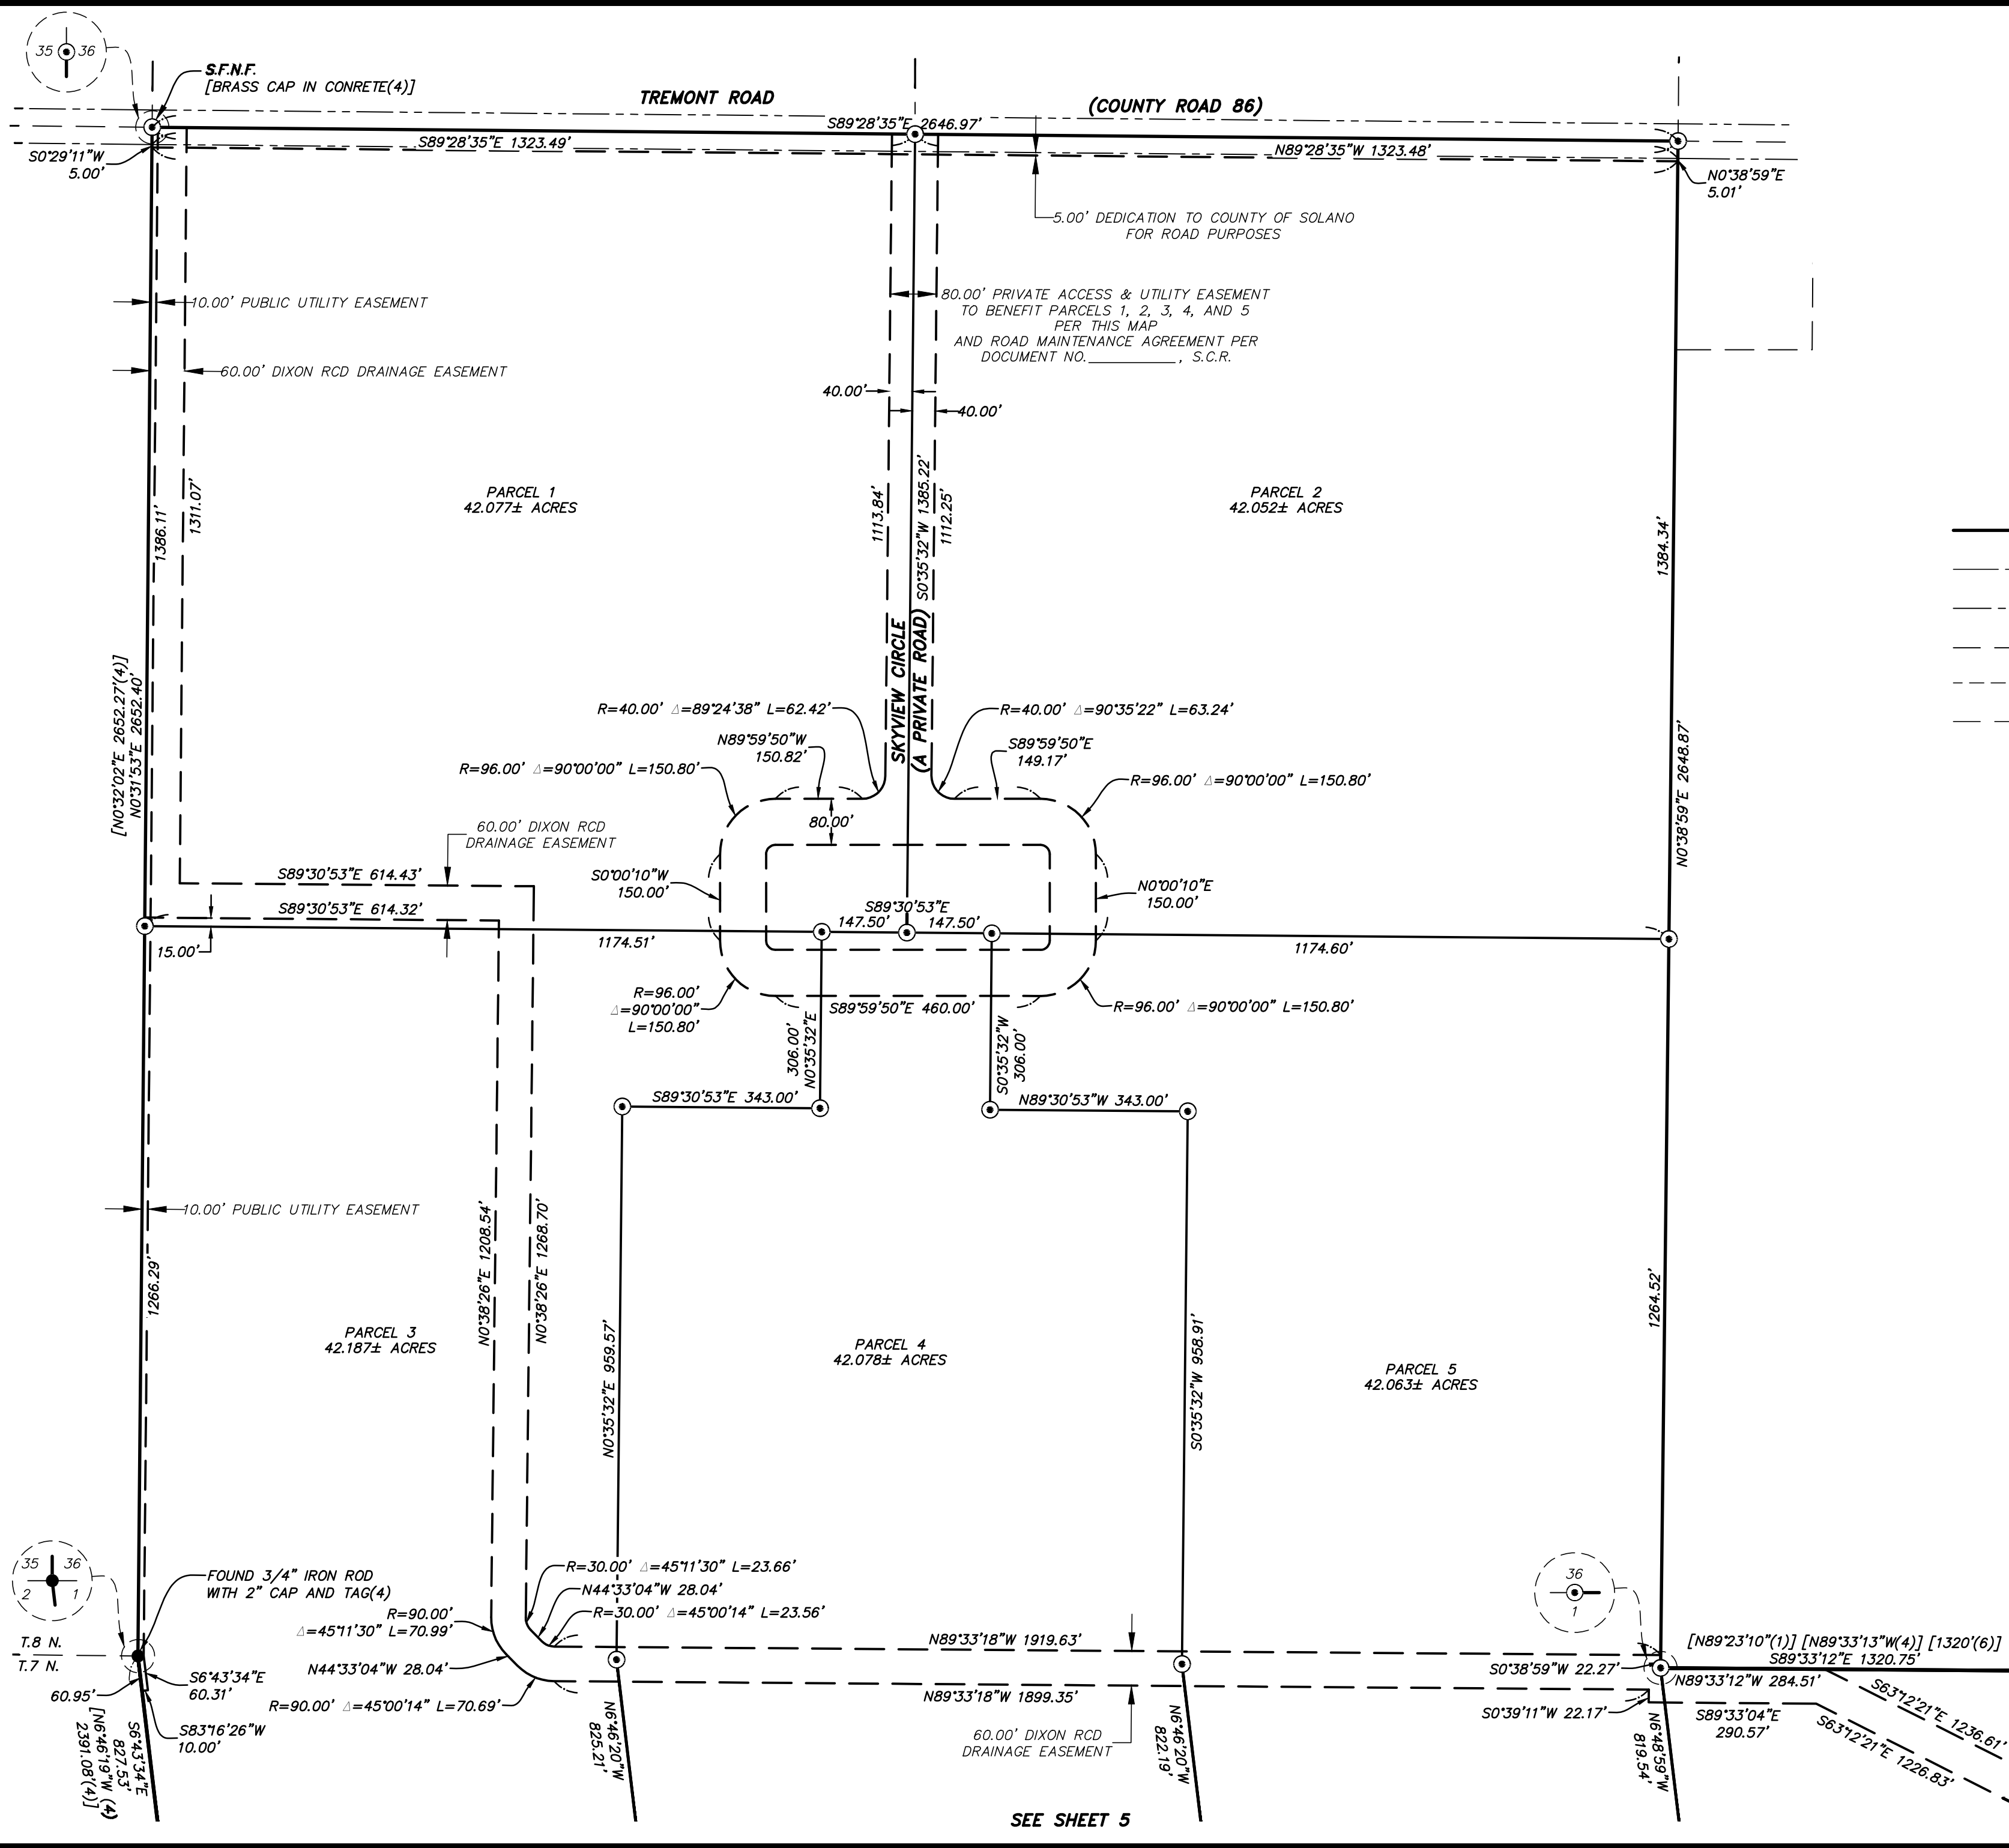 35 36
S.F.N.F.
[BRASS CAP IN CONRETE(4)]
TREMONT ROAD
(COUNTY ROAD 86)
S89°28'35"E 2646.97'
S89°28'35"E 1323.49'
N89°28'35"W 1323.48'
S0°29'11"W
5.00'
N0°38'59"E
5.01'
5.00' DEDICATION TO COUNTY OF SOLANO
FOR ROAD PURPOSES
10.00' PUBLIC UTILITY EASEMENT
80.00' PRIVATE ACCESS & UTILITY EASEMENT
TO BENEFIT PARCELS 1, 2, 3, 4, AND 5
PER THIS MAP
AND ROAD MAINTENANCE AGREEMENT PER
DOCUMENT NO.__________, S.C.R.
60.00' DIXON RCD DRAINAGE EASEMENT
40.00'
40.00'
PARCEL 1
42.077± ACRES
PARCEL 2
42.052± ACRES
1386.11'
1311.07'
1113.84'
S0°35'32"W 1385.22'
1112.25'
1384.34'
SKYVIEW CIRCLE
(A PRIVATE ROAD)
[N0°32'02"E 2652.27'(4)]
N0°31'53"E 2652.40'
N0°38'59"E 2648.87'
R=40.00' △=89°24'38" L=62.42'
R=40.00' △=90°35'22" L=63.24'
N89°59'50"W
150.82'
S89°59'50"E
149.17'
R=96.00' △=90°00'00" L=150.80'
R=96.00' △=90°00'00" L=150.80'
80.00'
60.00' DIXON RCD
DRAINAGE EASEMENT
S89°30'53"E 614.43'
S0°00'10"W
150.00'
N0°00'10"E
150.00'
S89°30'53"E 614.32'
S89°30'53"E
147.50'
147.50'
15.00'
1174.51'
1174.60'
R=96.00'
△=90°00'00"
L=150.80'
S89°59'50"E 460.00'
R=96.00' △=90°00'00" L=150.80'
306.00'
N0°35'32"E
S0°35'32"W
306.00'
S89°30'53"E 343.00'
N89°30'53"W 343.00'
10.00' PUBLIC UTILITY EASEMENT
1266.29'
N0°38'26"E 1208.54'
N0°38'26"E 1268.70'
N0°35'32"E 959.57'
S0°35'32"W 958.91'
1264.52'
PARCEL 3
42.187± ACRES
PARCEL 4
42.078± ACRES
PARCEL 5
42.063± ACRES
35 36
2 1
FOUND 3/4" IRON ROD
WITH 2" CAP AND TAG(4)
R=30.00' △=45°11'30" L=23.66'
N44°33'04"W 28.04'
R=30.00' △=45°00'14" L=23.56'
R=90.00'
△=45°11'30" L=70.99'
N44°33'04"W 28.04'
R=90.00' △=45°00'14" L=70.69'
36
1
T.8 N.
T.7 N.
N89°33'18"W 1919.63'
N89°33'18"W 1899.35'
[N89°23'10"(1)] [N89°33'13"W(4)] [1320'(6)]
S89°33'12"E 1320.75'
S0°38'59"W 22.27'
N89°33'12"W 284.51'
S0°39'11"W 22.17'
S89°33'04"E
290.57'
S63°12'21"E 1236.61'
S63°12'21"E 1226.83'
60.95'
S6°43'34"E
60.31'
S83°16'26"W
10.00'
S6°43'34"E
827.53'
[N6°46'19"W (4)
2391.08'(4)]
N6°46'20"W
825.21'
60.00' DIXON RCD
DRAINAGE EASEMENT
N6°46'20"W
822.19'
N6°48'59"W
819.54'
SEE SHEET 5